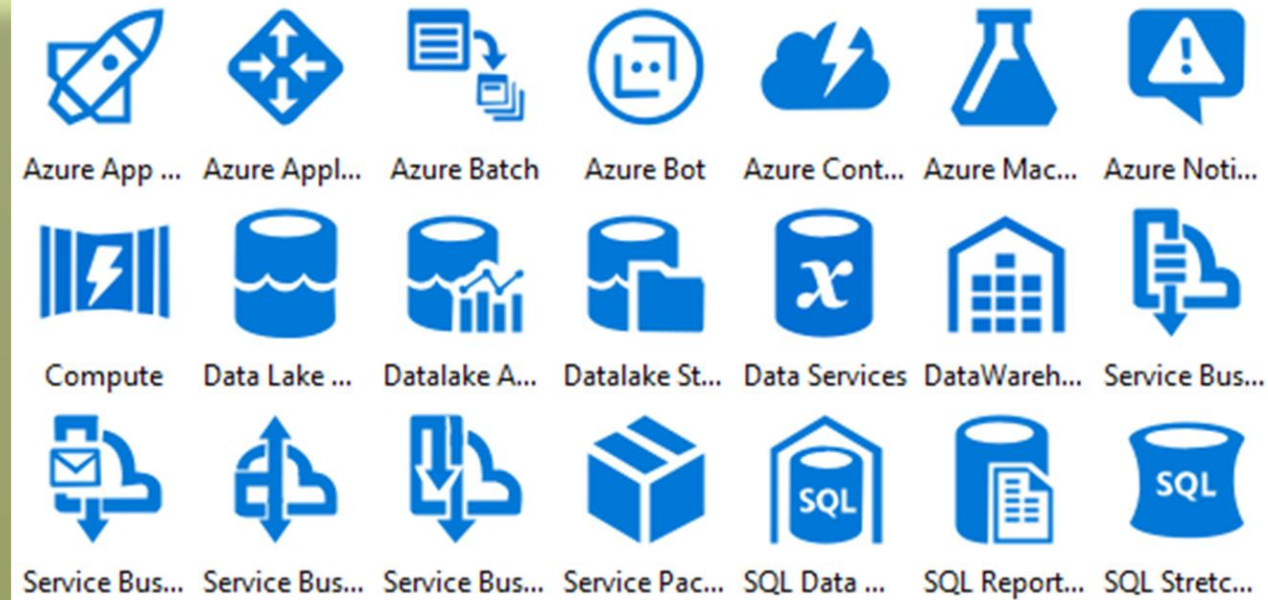 Azure App ... Azure Appl... Azure Batch Azure Bot Azure Cont... Azure Mac... Azure Noti...
x
Compute Data Lake ... Datalake A... Datalake St... Data Services DataWareh... Service Bus...
SQL SQL
Service Bus... Service Bus... Service Bus... Service Pac... SQL Data ... SQL Report... SQL Stretc...